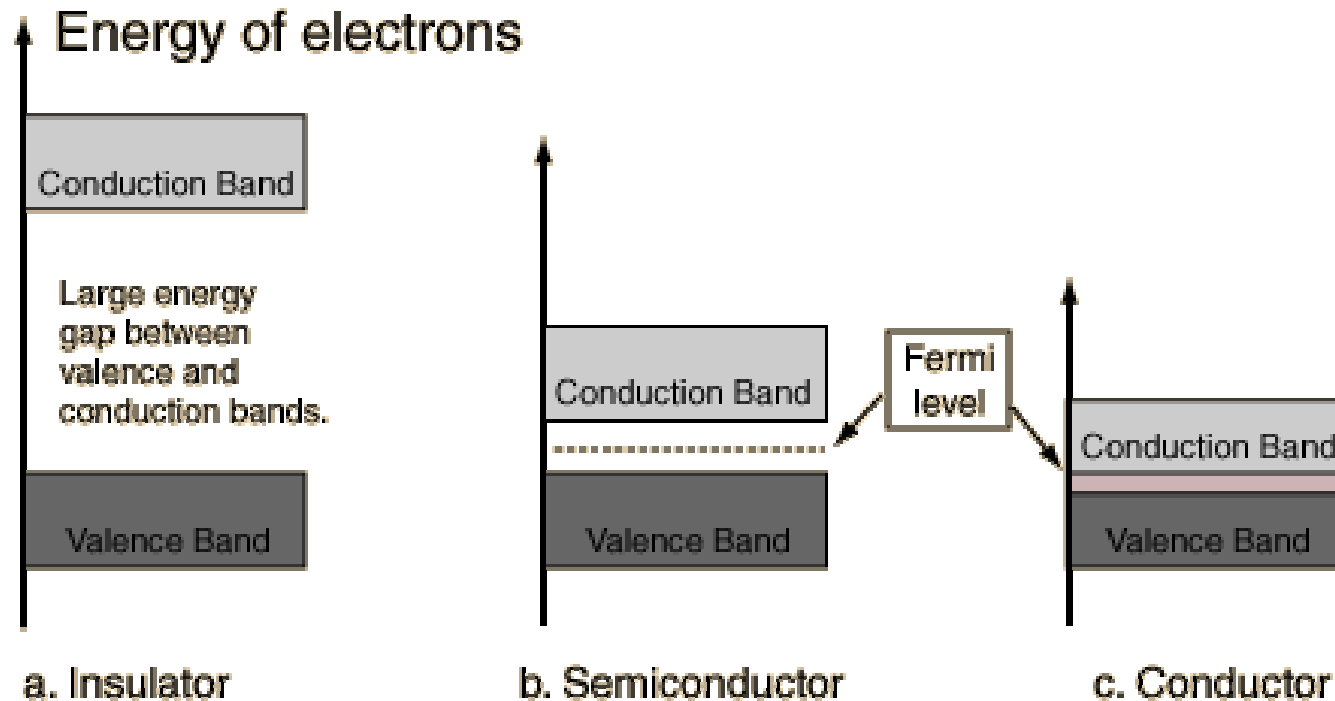 Energy of electrons
Conduction Band
Large energy
gap between
valence and
conduction bands.
Valence Band
a. Insulator
Conduction Band
Valence Band
b. Semiconductor
Fermi
level
Conduction Band
Valence Band
c. Conductor